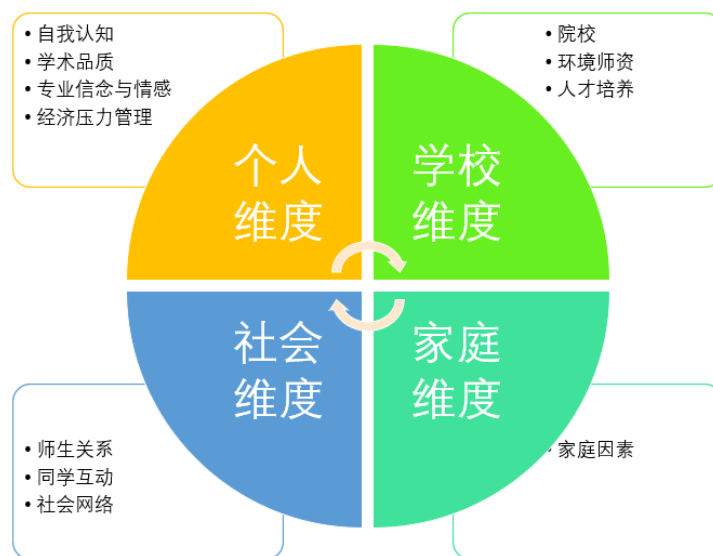 • 自我认知
• 学术品质
• 专业信念与情感
• 经济压力管理
• 院校
• 环境师资
• 人才培养
个人
维度
学校
维度
社会
维度
家庭
维度
• 师生关系
• 同学互动
• 社会网络
• 家庭因素